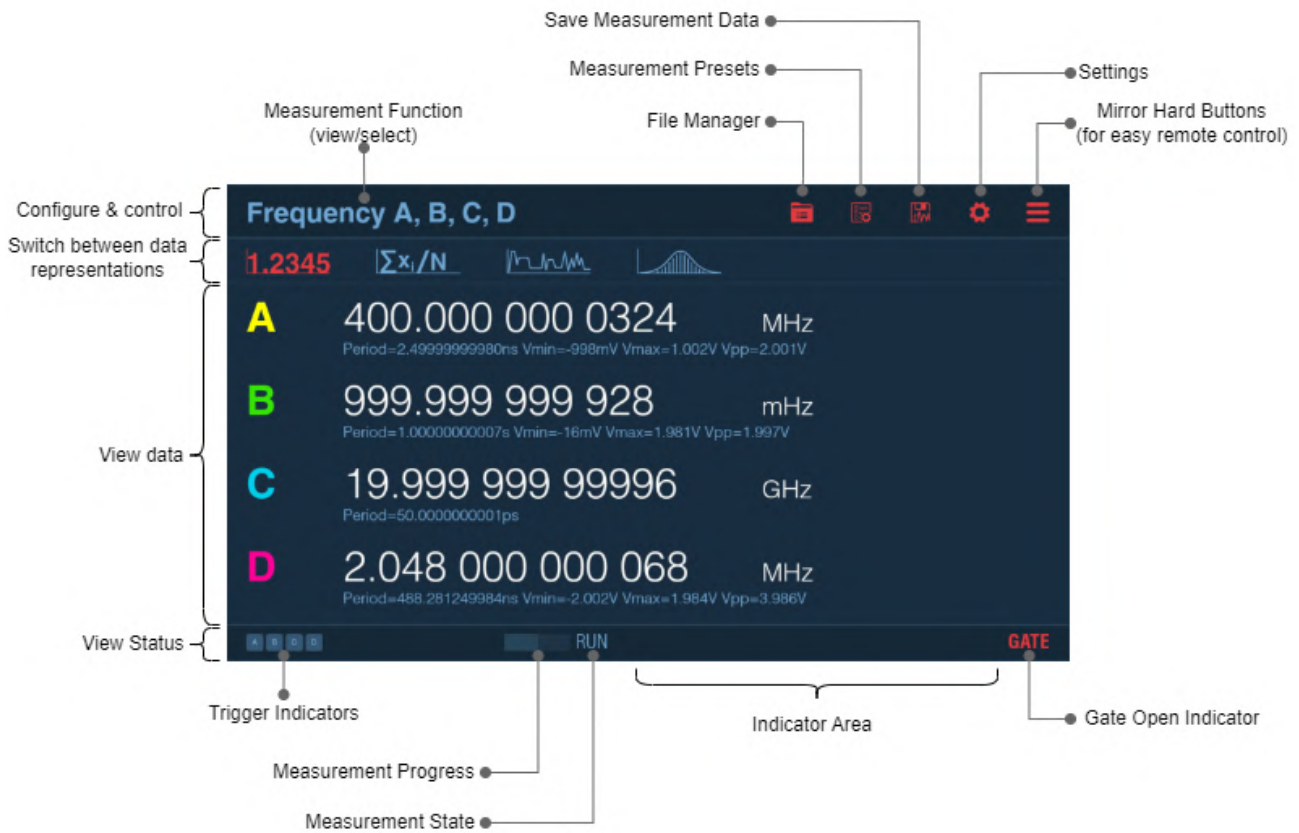 Save Measurement Data
Measurement Presets
Settings
Measurement Function
(view/select)
File Manager
Mirror Hard Buttons
(for easy remote control)
Configure & control
Frequency A, B, C, D
Switch between data
representations
1.2345
∑xᵢ/N
A
400.000 000 0324 MHz
Period=2.49999999980ns Vmin=-998mV Vmax=1.002V Vpp=2.001V
B
999.999 999 928 mHz
Period=1.00000000007s Vmin=-16mV Vmax=1.981V Vpp=1.997V
View data
C
19.999 999 99996 GHz
Period=50.0000000001ps
D
2.048 000 000 068 MHz
Period=488.281249984ns Vmin=-2.002V Vmax=1.984V Vpp=3.986V
View Status
A B D D
RUN
GATE
Trigger Indicators
Indicator Area
Gate Open Indicator
Measurement Progress
Measurement State